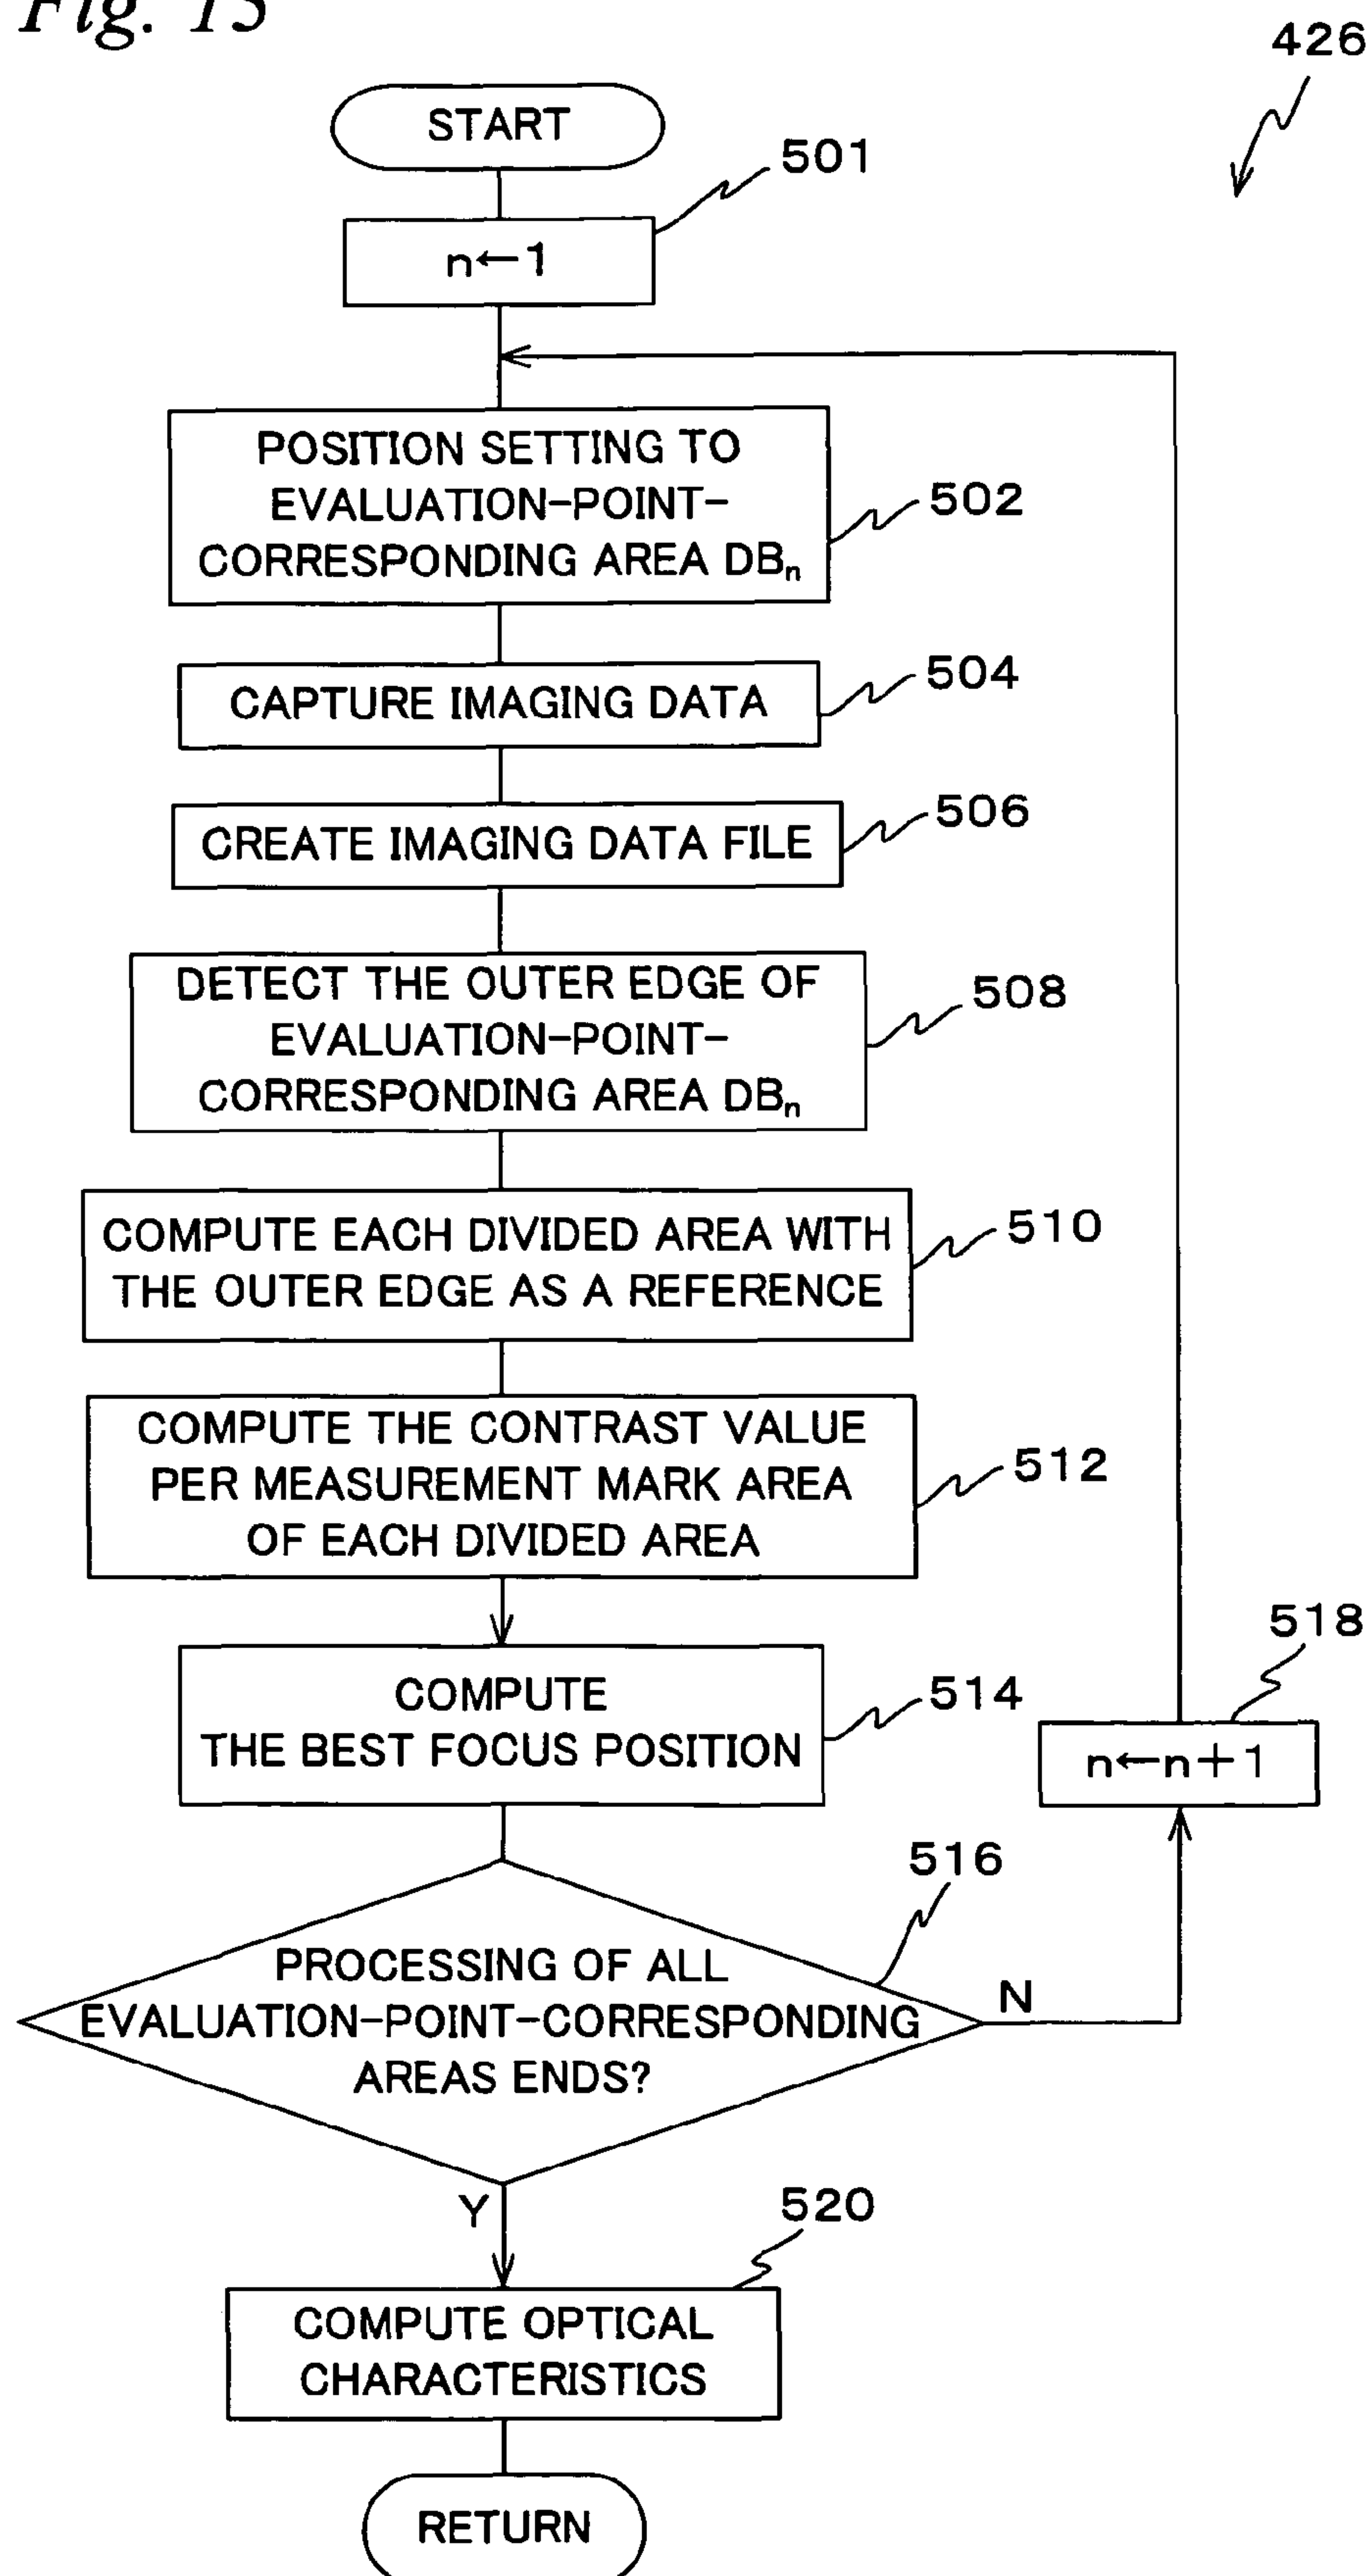 Fig. 15
426
START
501
n←1
POSITION SETTING TO
EVALUATION-POINT-
CORRESPONDING AREA DBn
502
CAPTURE IMAGING DATA
504
CREATE IMAGING DATA FILE
506
DETECT THE OUTER EDGE OF
EVALUATION-POINT-
CORRESPONDING AREA DBn
508
COMPUTE EACH DIVIDED AREA WITH
THE OUTER EDGE AS A REFERENCE
510
COMPUTE THE CONTRAST VALUE
PER MEASUREMENT MARK AREA
OF EACH DIVIDED AREA
512
COMPUTE
THE BEST FOCUS POSITION
514
518
n←n+1
516
PROCESSING OF ALL
EVALUATION-POINT-CORRESPONDING
AREAS ENDS?
N
Y
520
COMPUTE OPTICAL
CHARACTERISTICS
RETURN